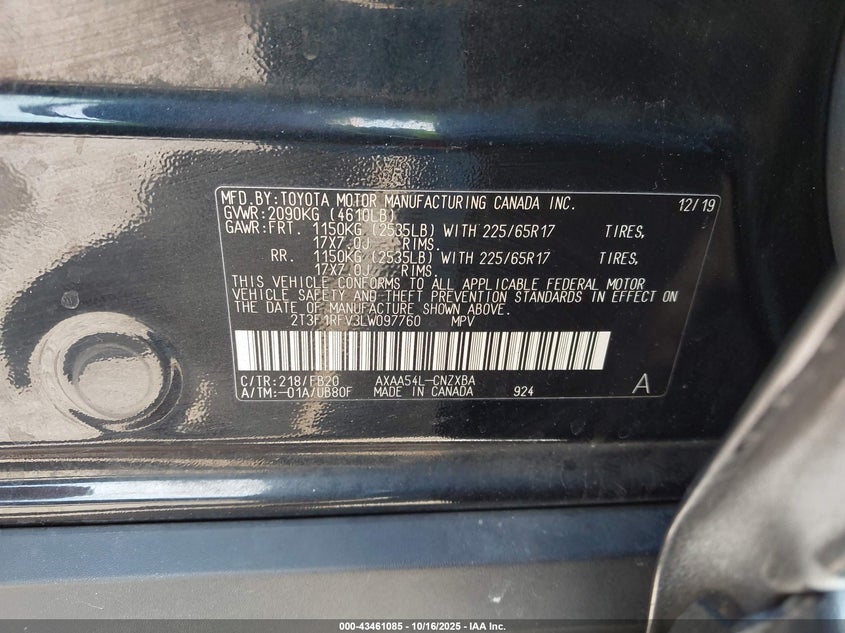 MFD.BY:TOYOTA MOTOR MANUFACTURING CANADA INC. 12/19
GVWR:2090KG (4610LB)
GAWR:FRT. 1150KG (2535LB) WITH 225/65R17 TIRES,
17X7.0J RIMS.
RR. 1150KG (2535LB) WITH 225/65R17 TIRES,
17X7.0J RIMS.
THIS VEHICLE CONFORMS TO ALL APPLICABLE FEDERAL MOTOR
VEHICLE SAFETY AND THEFT PREVENTION STANDARDS IN EFFECT ON
THE DATE OF MANUFACTURE SHOWN ABOVE.
2T3F1RFV3LW097760 MPV
C/TR:218/FB20 AXAA54L-CNZXBA A
A/TM:-01A/UB80F MADE IN CANADA 924
000-43461085 - 10/16/2025 - IAA Inc.